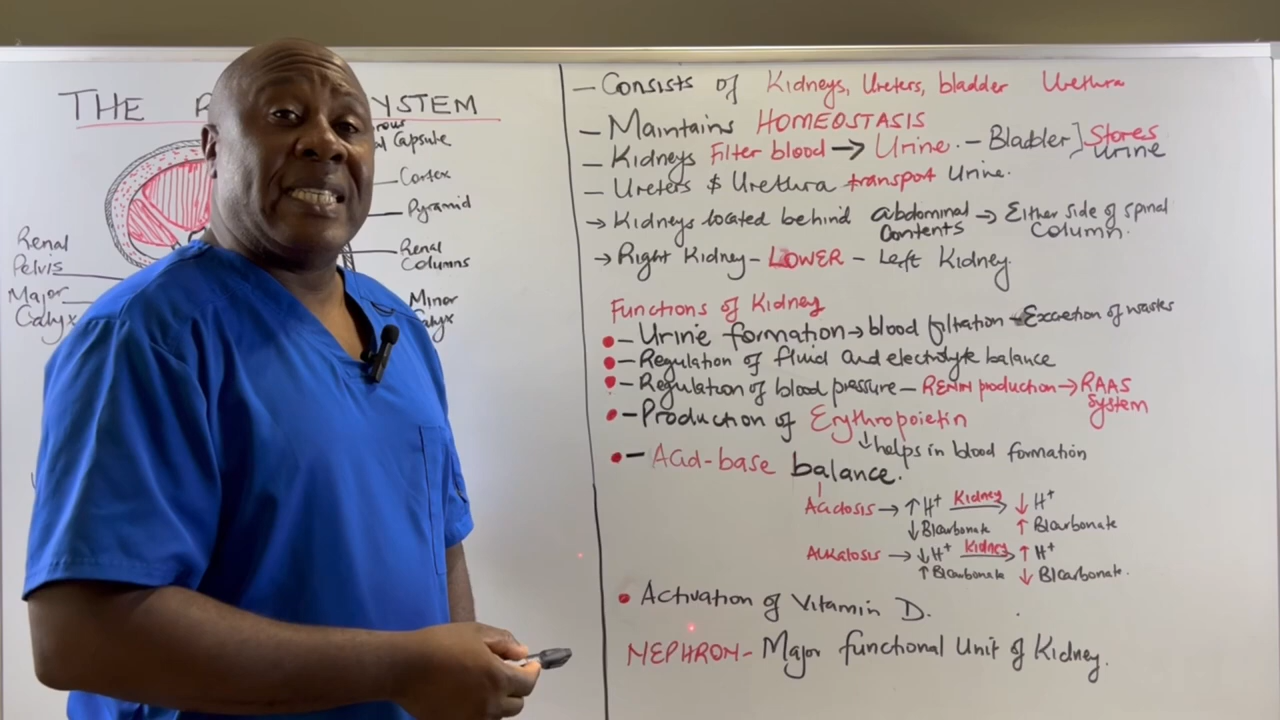 THE R YSTEM
rous
l Capsule
Cortex
Pyramid
Renal
Columns
Minor
Calyx
Renal
Pelvis
Major
Calyx
– Consists of Kidneys, Ureters, bladder Urethra
– Maintains HOMEOSTASIS
– Kidneys Filter blood → Urine. – Bladder] Stores
urine
– Ureters & Urethra transport Urine.
→ Kidneys located behind abdominal → Either side of spinal
contents column.
→ Right Kidney – LOWER – Left Kidney.
Functions of Kidney
• – Urine formation → blood filtration – Excretion of wastes
• – Regulation of fluid and electrolyte balance
• – Regulation of blood pressure – RENIN production → RAAS
System
• – Production of Erythropoietin
↳ helps in blood formation
• – Acid-base balance.
Acidosis → ↑ H⁺ Kidney → ↓ H⁺
↓ Bicarbonate ↑ Bicarbonate
Alkalosis → ↓ H⁺ Kidney → ↑ H⁺
↑ Bicarbonate ↓ Bicarbonate.
• Activation of Vitamin D.
NEPHRON – Major functional Unit of Kidney.